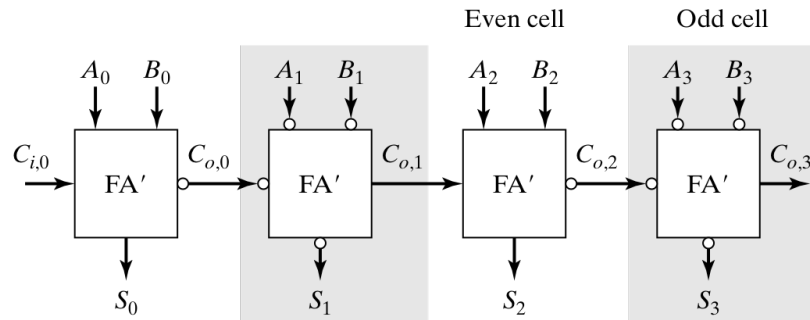 Even cell Odd cell
A0 B0 A1 B1 A2 B2 A3 B3
Ci,0 FA′ Co,0 FA′ Co,1 FA′ Co,2 FA′ Co,3
S0 S1 S2 S3